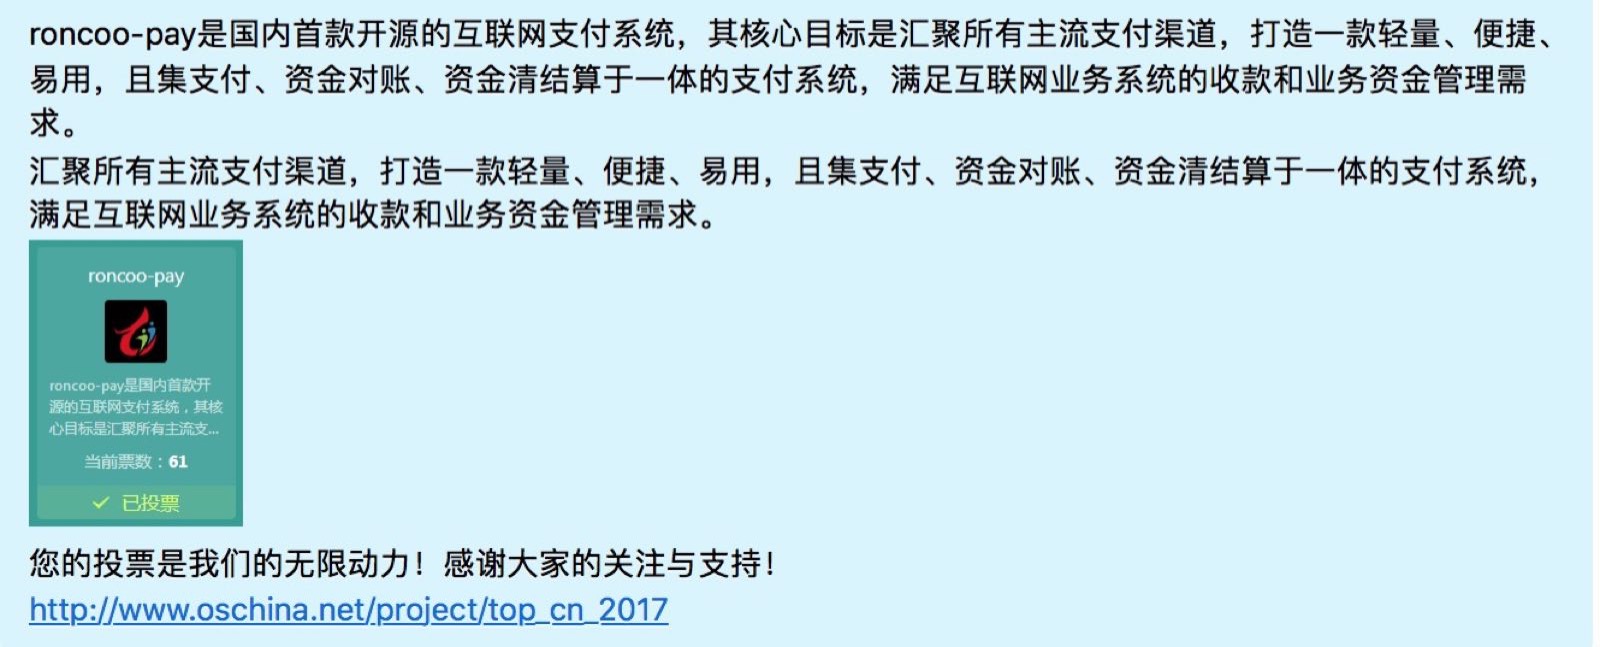 roncoo-pay是国内首款开源的互联网支付系统，其核心目标是汇聚所有主流支付渠道，打造一款轻量、便捷、
易用，且集支付、资金对账、资金清结算于一体的支付系统，满足互联网业务系统的收款和业务资金管理需
求。
汇聚所有主流支付渠道，打造一款轻量、便捷、易用，且集支付、资金对账、资金清结算于一体的支付系统，
满足互联网业务系统的收款和业务资金管理需求。
roncoo-pay
roncoo-pay是国内首款开
源的互联网支付系统，其核
心目标是汇聚所有主流支...
当前票数：61
✓ 已投票
您的投票是我们的无限动力！感谢大家的关注与支持！
http://www.oschina.net/project/top_cn_2017